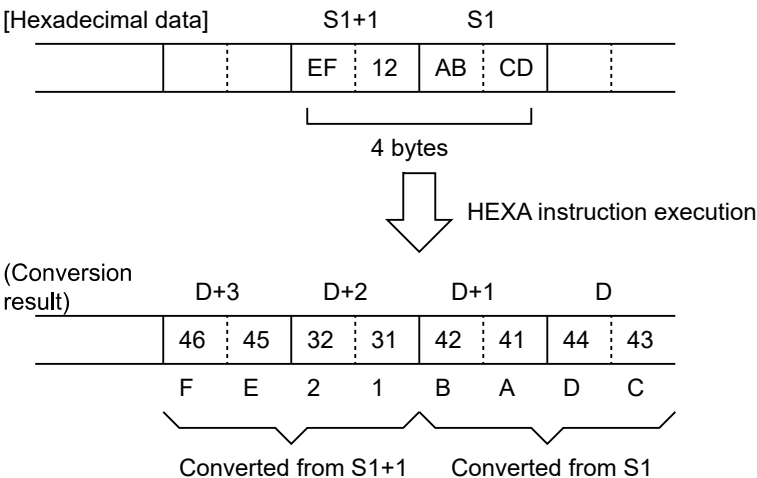 [Hexadecimal data] S1+1 S1
EF 12 AB CD
4 bytes
HEXA instruction execution
(Conversion
result) D+3 D+2 D+1 D
46 45 32 31 42 41 44 43
F E 2 1 B A D C
Converted from S1+1 Converted from S1